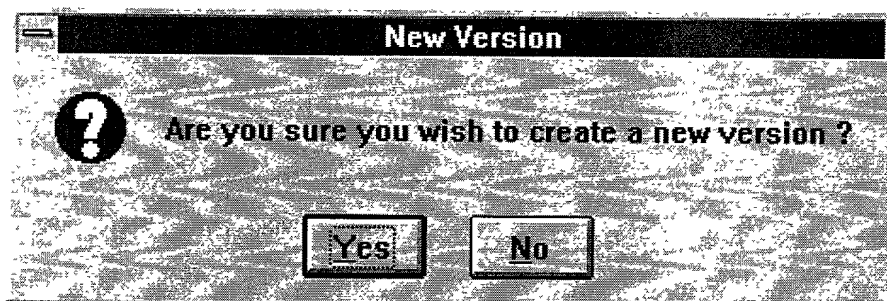 New Version
Are you sure you wish to create a new version ?
Yes
No